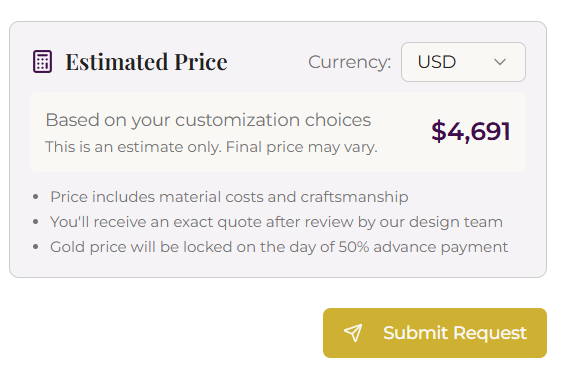 Estimated Price
Currency:
USD
Based on your customization choices
This is an estimate only. Final price may vary.
$4,691
• Price includes material costs and craftsmanship
• You'll receive an exact quote after review by our design team
• Gold price will be locked on the day of 50% advance payment
Submit Request